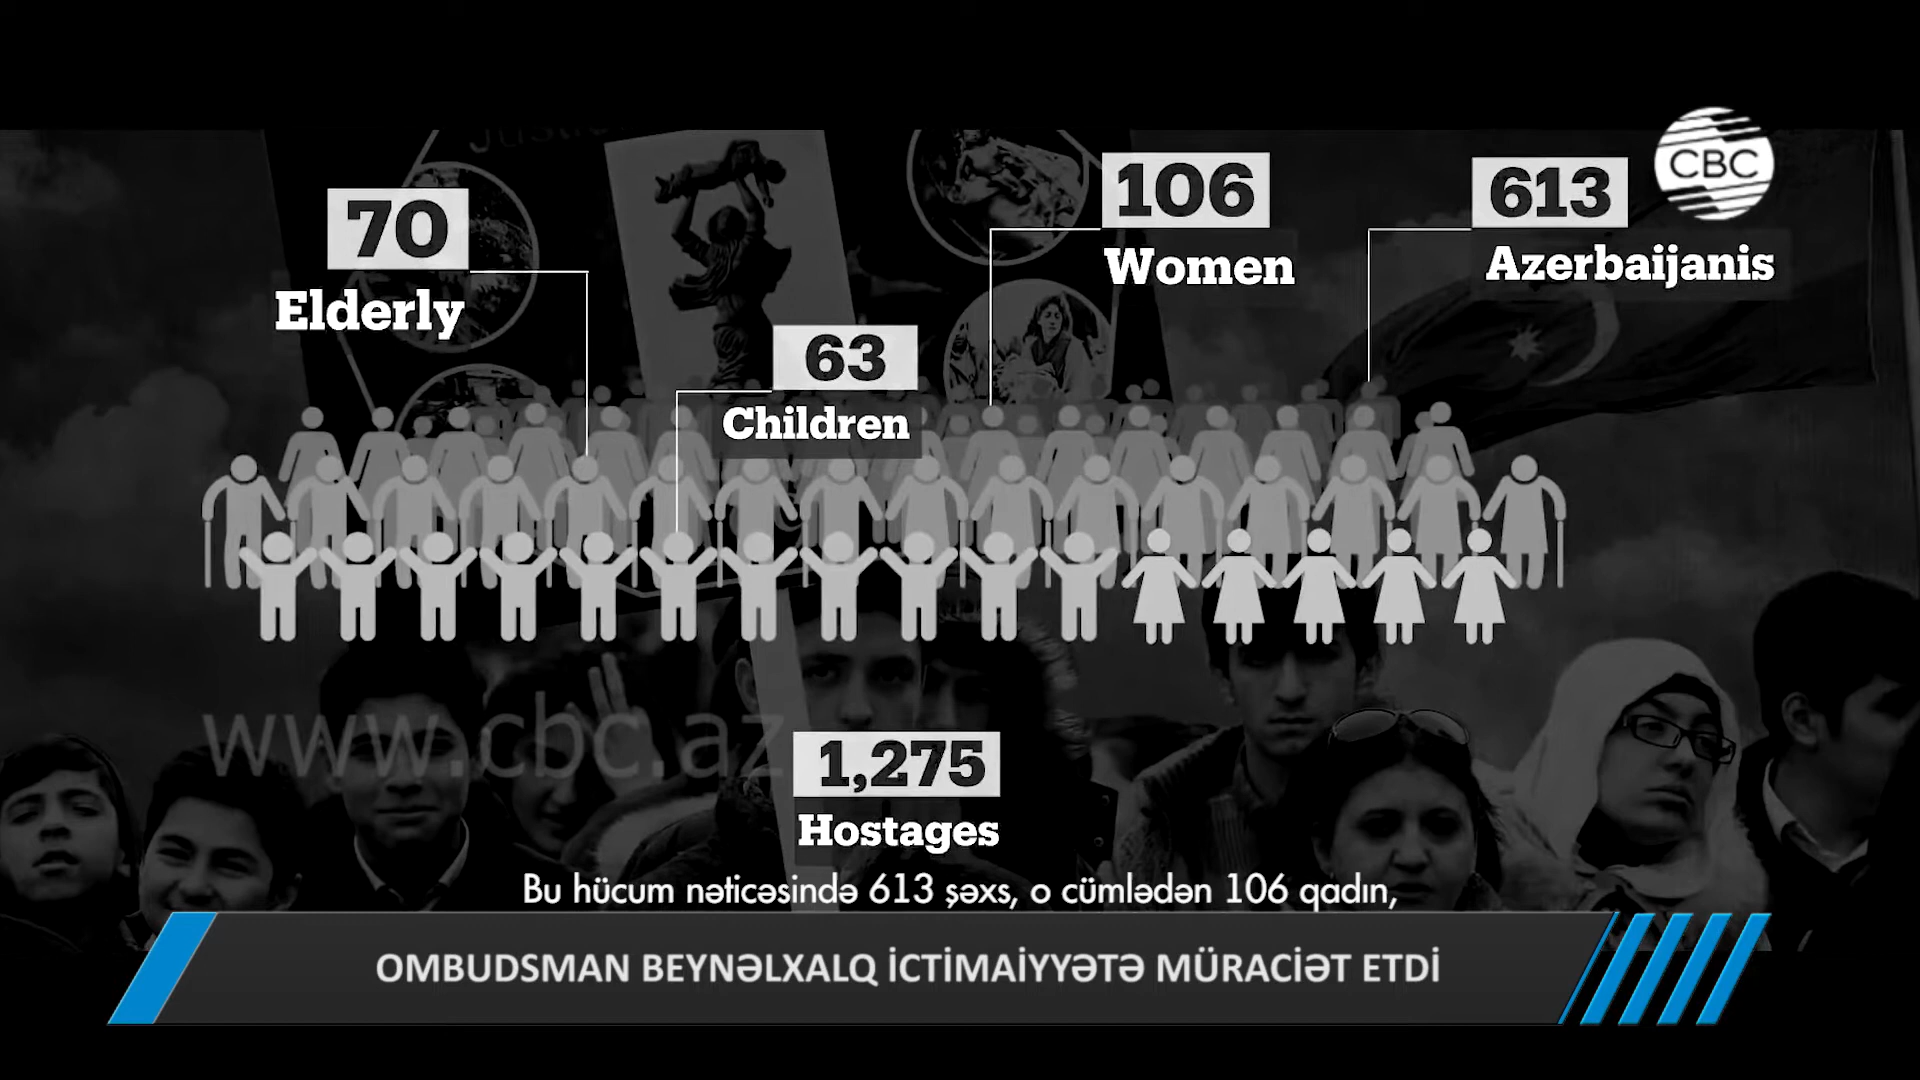 CBC
106
613
Women
Azerbaijanis
70
Elderly
63
Children
www.cbc.az
1,275
Hostages
Bu hücum nəticəsində 613 şəxs, o cümlədən 106 qadın,
OMBUDSMAN BEYNƏLXALQ İCTİMAİYYƏTƏ MÜRACİƏT ETDİ